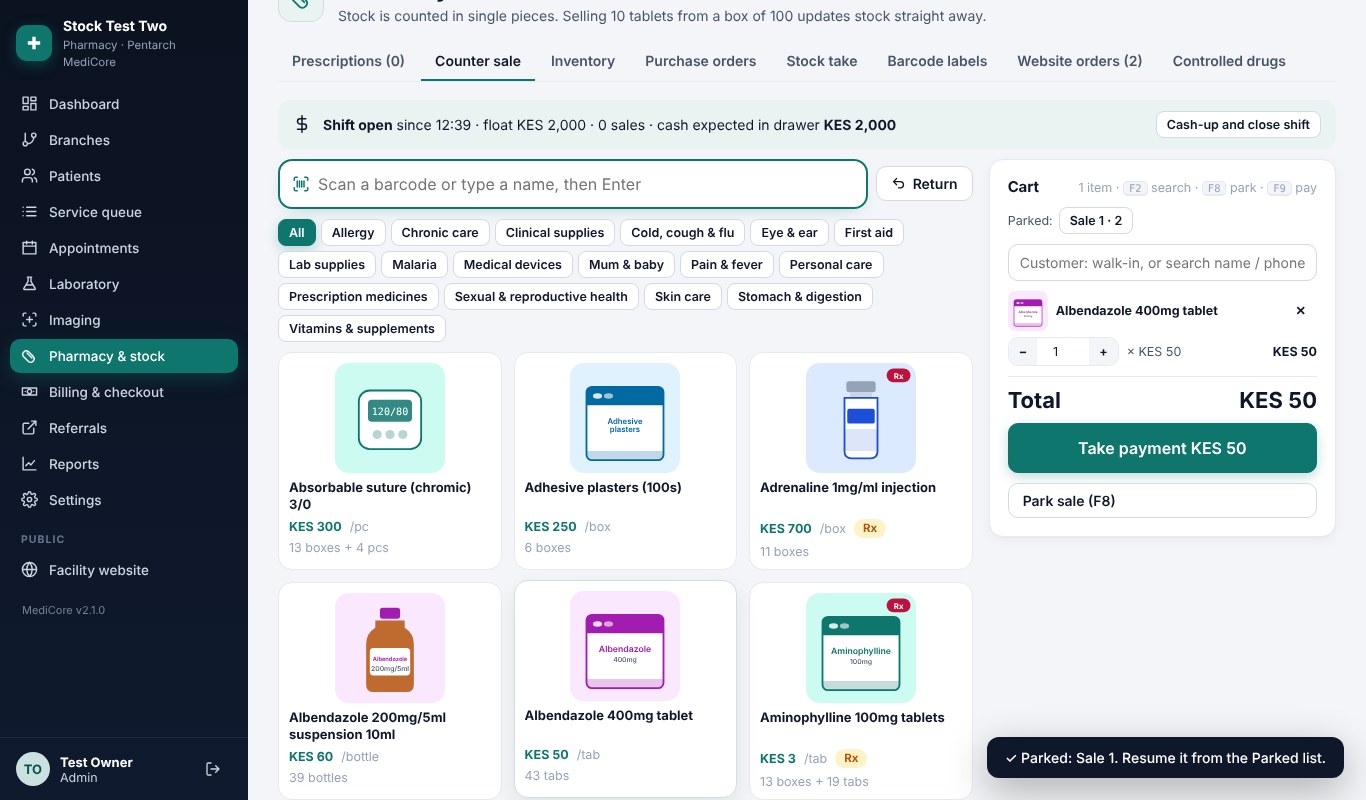 Stock Test Two
Pharmacy · Pentarch
MediCore
Dashboard
Branches
Patients
Service queue
Appointments
Laboratory
Imaging
Pharmacy & stock
Billing & checkout
Referrals
Reports
Settings
PUBLIC
Facility website
MediCore v2.1.0
TO
Test Owner
Admin
Stock is counted in single pieces. Selling 10 tablets from a box of 100 updates stock straight away.
Prescriptions (0) Counter sale Inventory Purchase orders Stock take Barcode labels Website orders (2) Controlled drugs
Shift open since 12:39 · float KES 2,000 · 0 sales · cash expected in drawer KES 2,000
Cash-up and close shift
Scan a barcode or type a name, then Enter
Return
All Allergy Chronic care Clinical supplies Cold, cough & flu Eye & ear First aid
Lab supplies Malaria Medical devices Mum & baby Pain & fever Personal care
Prescription medicines Sexual & reproductive health Skin care Stomach & digestion
Vitamins & supplements
120/80
Absorbable suture (chromic)
3/0
KES 300 /pc
13 boxes + 4 pcs
Adhesive
plasters
Adhesive plasters (100s)
KES 250 /box
6 boxes
Rx
Adrenaline 1mg/ml injection
KES 700 /box Rx
11 boxes
Albendazole
200mg/5ml
Albendazole 200mg/5ml
suspension 10ml
KES 60 /bottle
39 bottles
Albendazole
400mg
Albendazole 400mg tablet
KES 50 /tab
43 tabs
Rx
Aminophylline
100mg
Aminophylline 100mg tablets
KES 3 /tab Rx
13 boxes + 19 tabs
Cart 1 item · F2 search · F8 park · F9 pay
Parked: Sale 1 · 2
Customer: walk-in, or search name / phone
Albendazole 400mg tablet ×
− 1 + × KES 50 KES 50
Total KES 50
Take payment KES 50
Park sale (F8)
✓ Parked: Sale 1. Resume it from the Parked list.